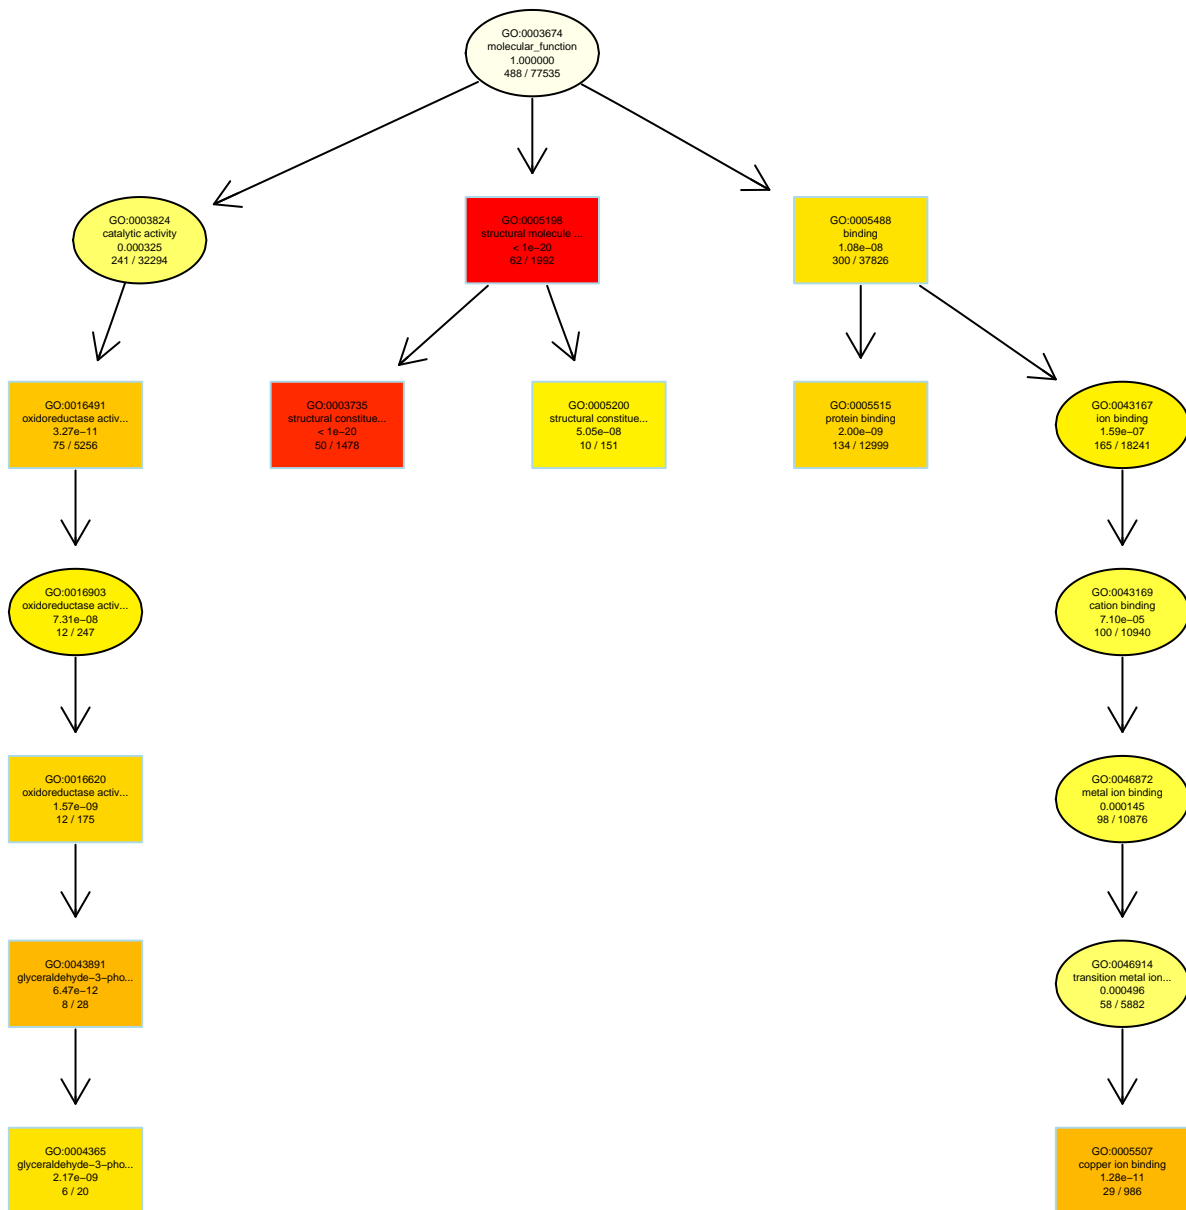 GO:0003674
molecular_function
1.000000
488 / 77535
GO:0003824
catalytic activity
0.000325
241 / 32294
GO:0005198
structural molecule ...
< 1e−20
62 / 1992
GO:0005488
binding
1.08e−08
300 / 37826
GO:0016491
oxidoreductase activ...
3.27e−11
75 / 5256
GO:0003735
structural constitue...
< 1e−20
50 / 1478
GO:0005200
structural constitue...
5.05e−08
10 / 151
GO:0005515
protein binding
2.00e−09
134 / 12999
GO:0043167
ion binding
1.59e−07
165 / 18241
GO:0016903
oxidoreductase activ...
7.31e−08
12 / 247
GO:0043169
cation binding
7.10e−05
100 / 10940
GO:0016620
oxidoreductase activ...
1.57e−09
12 / 175
GO:0046872
metal ion binding
0.000145
98 / 10876
GO:0043891
glyceraldehyde−3−pho...
6.47e−12
8 / 28
GO:0046914
transition metal ion...
0.000496
58 / 5882
GO:0004365
glyceraldehyde−3−pho...
2.17e−09
6 / 20
GO:0005507
copper ion binding
1.28e−11
29 / 986